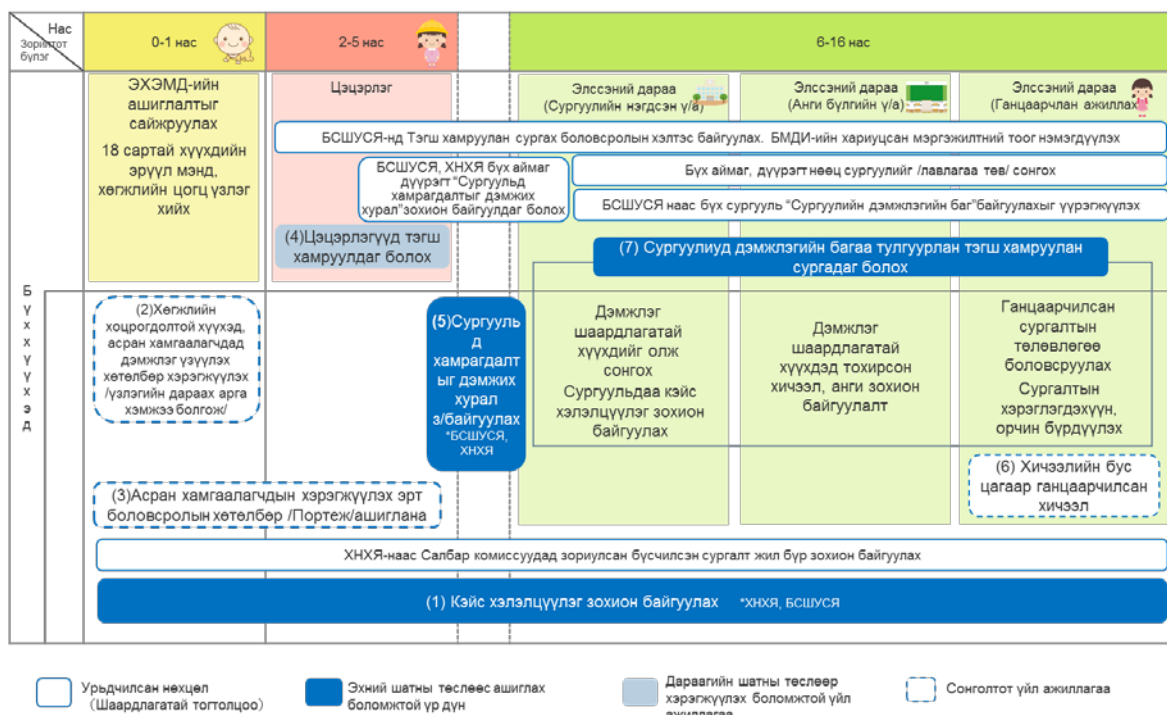 Нас
Зорилтот
бүлэг
0-1 нас
2-5 нас
6-16 нас
ЭХЭМД-ийн
ашиглалтыг
сайжруулах
18 сартай хүүхдийн
эрүүл мэнд,
хөгжлийн цогц үзлэг
хийх
Цэцэрлэг
Элссэний дараа
(Сургуулийн нэгдсэн ү/а)
Элссэний дараа
(Анги бүлгийн ү/а)
Элссэний дараа
(Ганцаарчлан ажиллах)
БСШУСЯ-нд Тэгш хамруулан сургах боловсролын хэлтэс байгуулах. БМДИ-ийн хариуцсан мэргэжилтний тоог нэмэгдүүлэх
БСШУСЯ, ХНХЯ бүх аймаг
дүүрэгт “Сургуульд
хамрагдалтыг дэмжих
хурал”зохион байгуулдаг болох
Бүх аймаг, дүүрэгт нөөц сургуулийг /лавлагаа төв/ сонгох
БСШУСЯ наас бүх сургууль “Сургуулийн дэмжлэгийн баг”байгуулахыг үүрэгжүүлэх
(4)Цэцэрлэгүүд тэгш
хамруулдаг болох
(7) Сургуулиуд дэмжлэгийн багаа тулгуурлан тэгш хамруулан
сургадаг болох
Б
ү
х
х
ү
ү
х
э
д
(2)Хөгжлийн
хоцрогдолтой хүүхэд,
асран хамгаалагчдад
дэмжлэг үзүүлэх
хөтөлбөр хэрэгжүүлэх
/үзлэгийн дараах арга
хэмжээ болгож/
(5)Сургууль
д
хамрагдалт
ыг дэмжих
хурал
з/байгуулах
*БСШУСЯ,
ХНХЯ
Дэмжлэг
шаардлагатай
хүүхдийг олж
сонгох
Сургуульдаа кэйс
хэлэлцүүлэг зохион
байгуулах
Дэмжлэг
шаардлагатай
хүүхдэд тохирсон
хичээл, анги зохион
байгуулалт
Ганцаарчилсан
сургалтын
төлөвлөгөө
боловсруулах
Сургалтын
хэрэглэгдэхүүн,
орчин бүрдүүлэх
(6) Хичээлийн бус
цагаар ганцаарчилсан
хичээл
(3)Асран хамгаалагчдын хэрэгжүүлэх эрт
боловсролын хөтөлбөр /Портеж/ашиглана
ХНХЯ-наас Салбар комиссуудад зориулсан бүсчилсэн сургалт жил бүр зохион байгуулах
(1) Кэйс хэлэлцүүлэг зохион байгуулах *ХНХЯ, БСШУСЯ
Урьдчилсан нөхцөл
（Шаардлагатай тогтолцоо）
Эхний шатны төслөөс ашиглах
боломжтой үр дүн
Дараагийн шатны төслөөр
хэрэгжүүлэх боломжтой үйл
ажиллагаа
Сонголтот үйл ажиллагаа